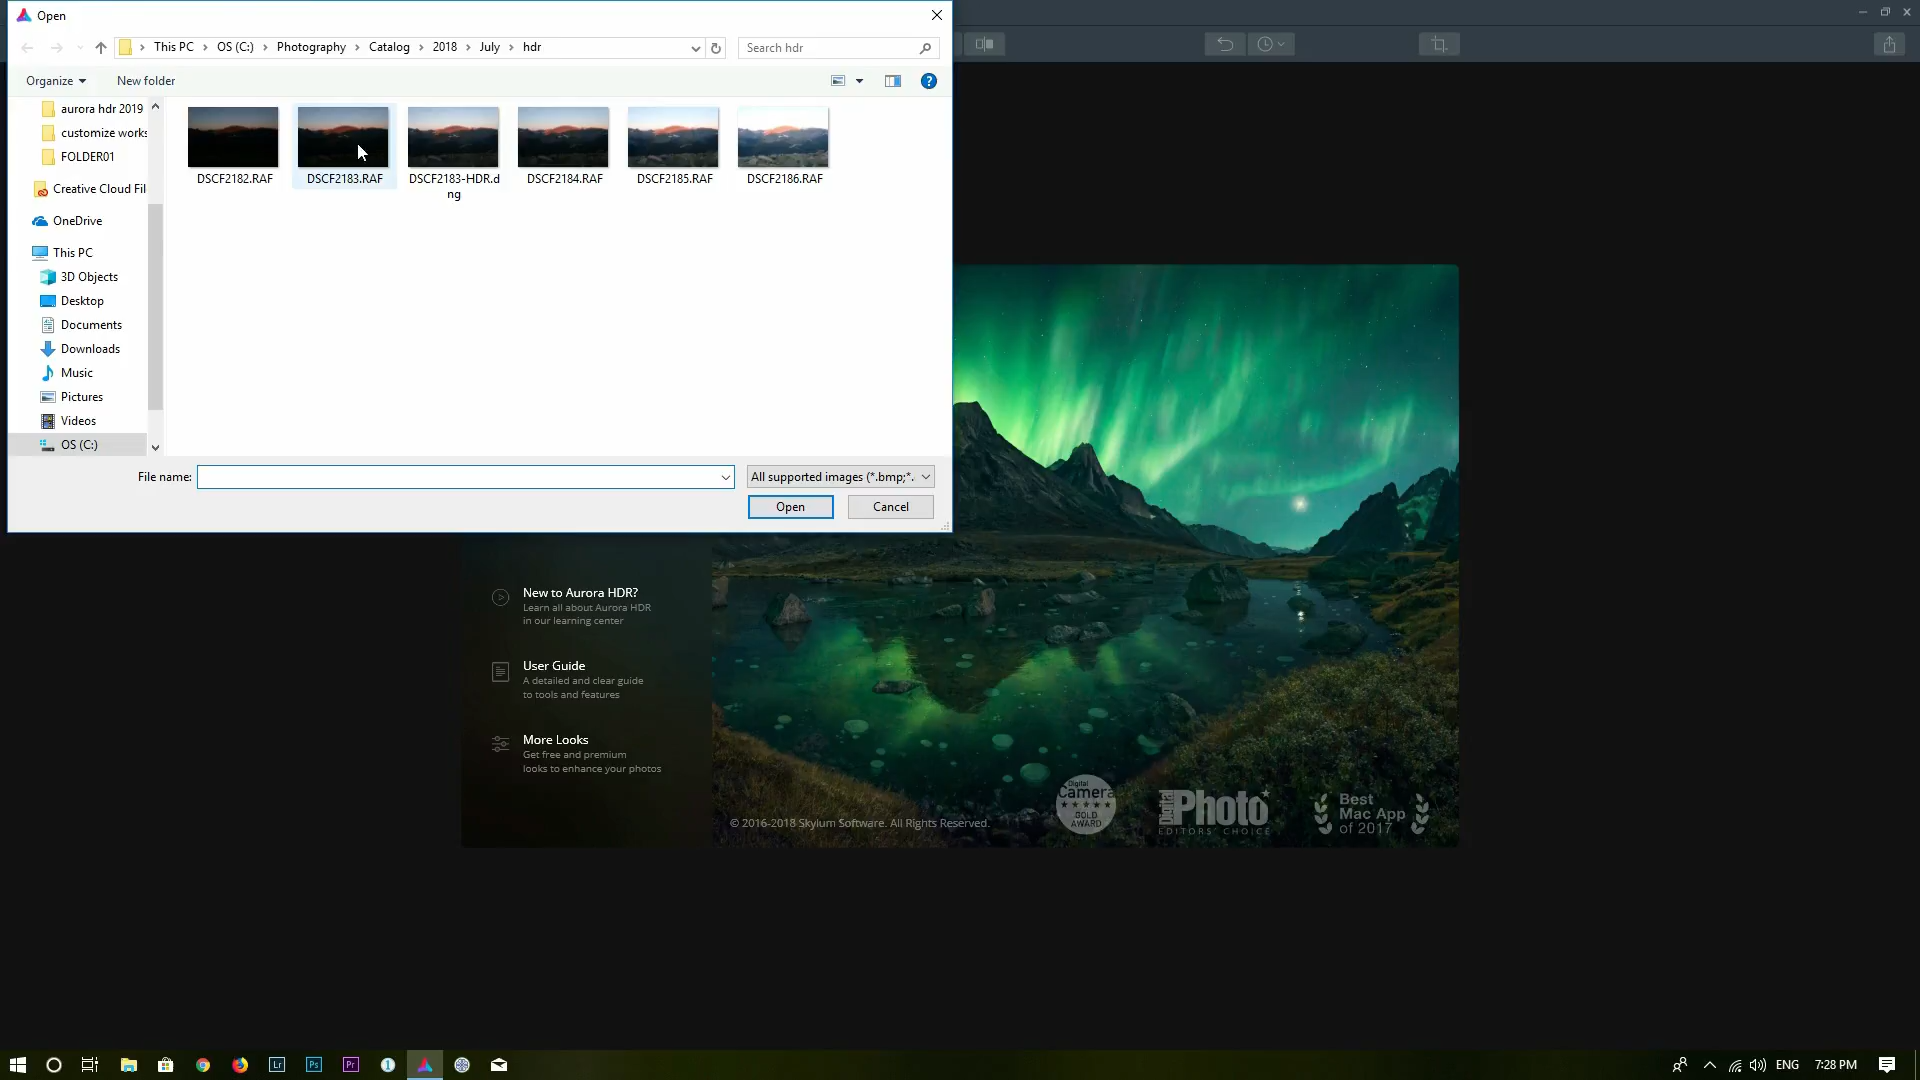 Open
This PC > OS (C:) > Photography > Catalog > 2018 > July > hdr
Search hdr
Organize
New folder
aurora hdr 2019
customize works
FOLDER01
Creative Cloud Fil
OneDrive
This PC
3D Objects
Desktop
Documents
Downloads
Music
Pictures
Videos
OS (C:)
DSCF2182.RAF
DSCF2183.RAF
DSCF2183-HDR.d
ng
DSCF2184.RAF
DSCF2185.RAF
DSCF2186.RAF
File name:
All supported images (*.bmp;*.
Open
Cancel
New to Aurora HDR?
Learn all about Aurora HDR
in our learning center
User Guide
A detailed and clear guide
to tools and features
More Looks
Get free and premium
looks to enhance your photos
© 2016-2018 Skylum Software. All Rights Reserved.
Digital
Camera
GOLD
AWARD
Digital
Photo
EDITORS' CHOICE
Best
Mac App
of 2017
Lr
Ps
Pr
ENG
7:28 PM